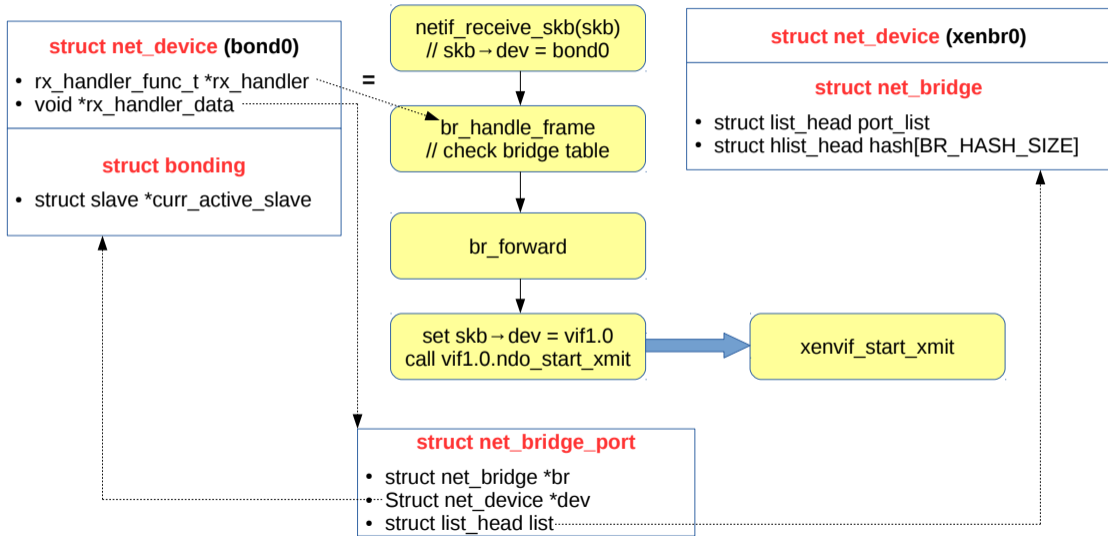 struct net_device (bond0)
• rx_handler_func_t *rx_handler
• void *rx_handler_data
struct bonding
• struct slave *curr_active_slave
=
netif_receive_skb(skb)
// skb→dev = bond0
br_handle_frame
// check bridge table
br_forward
set skb→dev = vif1.0
call vif1.0.ndo_start_xmit
xenvif_start_xmit
struct net_device (xenbr0)
struct net_bridge
• struct list_head port_list
• struct hlist_head hash[BR_HASH_SIZE]
struct net_bridge_port
• struct net_bridge *br
• Struct net_device *dev
• struct list_head list